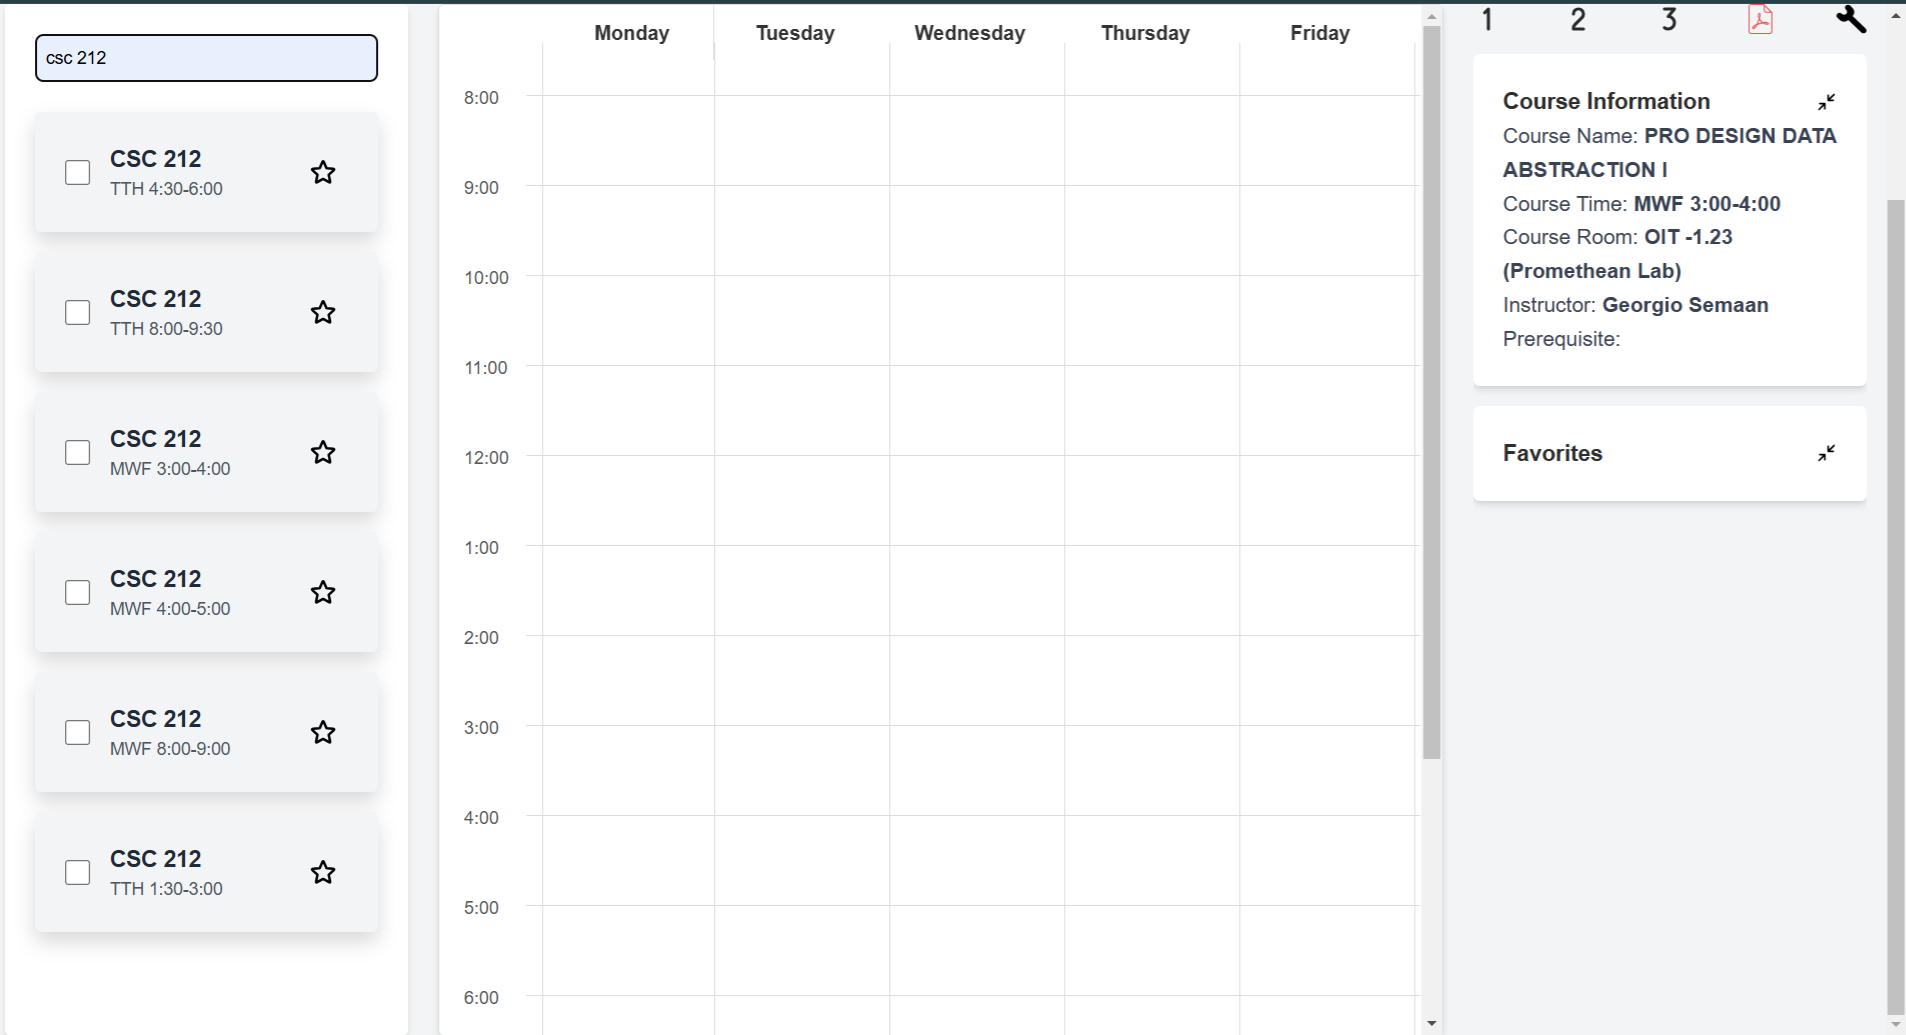 csc 212
CSC 212
TTH 4:30-6:00
CSC 212
TTH 8:00-9:30
CSC 212
MWF 3:00-4:00
CSC 212
MWF 4:00-5:00
CSC 212
MWF 8:00-9:00
CSC 212
TTH 1:30-3:00
Monday Tuesday Wednesday Thursday Friday
8:00
9:00
10:00
11:00
12:00
1:00
2:00
3:00
4:00
5:00
6:00
1 2 3
Course Information
Course Name: PRO DESIGN DATA
ABSTRACTION I
Course Time: MWF 3:00-4:00
Course Room: OIT -1.23
(Promethean Lab)
Instructor: Georgio Semaan
Prerequisite:
Favorites